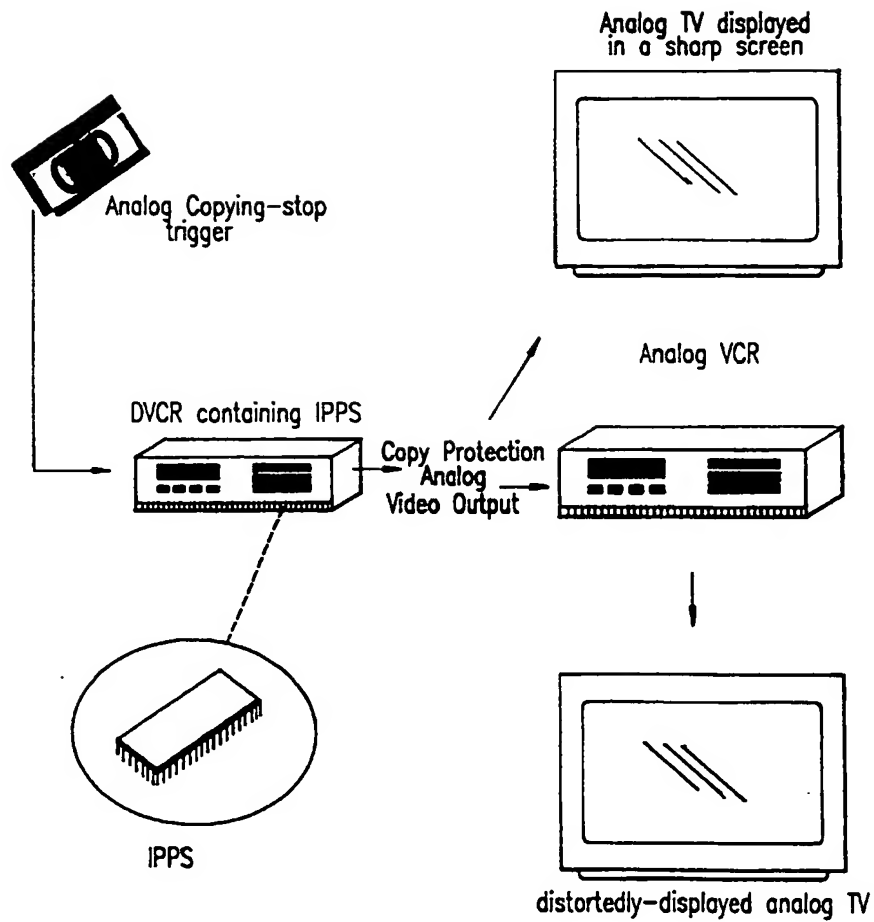 Analog TV displayed
in a sharp screen
Analog Copying-stop
trigger
Analog VCR
DVCR containing IPPS
Copy Protection
Analog
Video Output
IPPS
distortedly-displayed analog TV